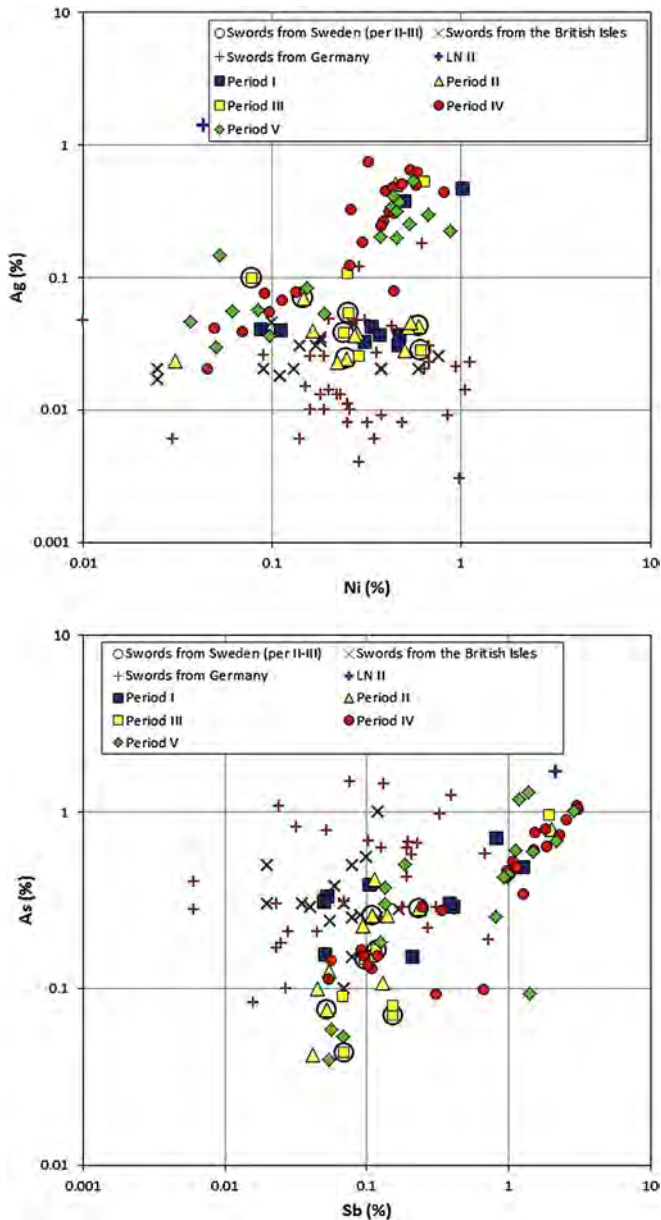 10
Swords from Sweden (per II-III) Swords from the British Isles
Swords from Germany LN II
Period I Period II
Period III Period IV
Period V
1
Ag (%)
0.1
0.01
0.001
0.01 0.1 1 10
Ni (%)
10
Swords from Sweden (per II-III) Swords from the British Isles
Swords from Germany LN II
Period I Period II
Period III Period IV
Period V
1
As (%)
0.1
0.01
0.001 0.01 0.1 1 10
Sb (%)